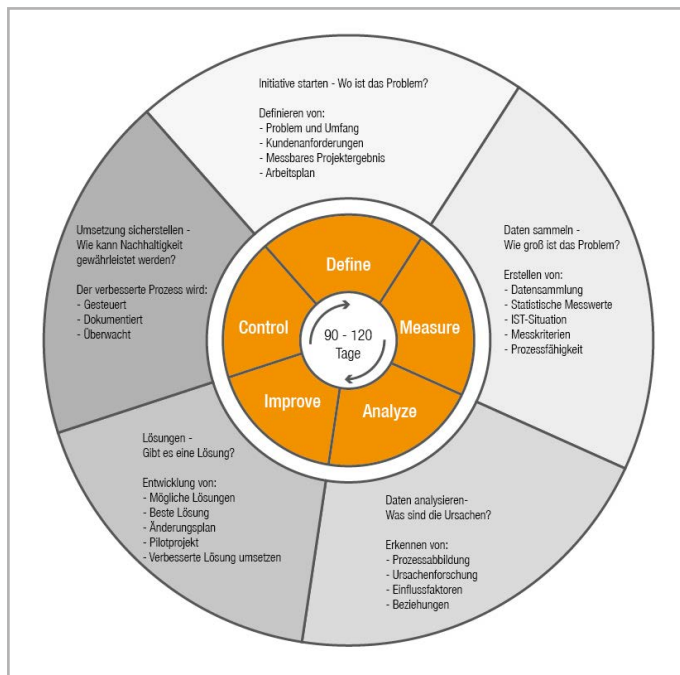 Initiative starten - Wo ist das Problem?
Definieren von:
- Problem und Umfang
- Kundenanforderungen
- Messbares Projektergebnis
- Arbeitsplan
Daten sammeln -
Wie groß ist das Problem?
Erstellen von:
- Datensammlung
- Statistische Messwerte
- IST-Situation
- Messkriterien
- Prozessfähigkeit
Daten analysieren-
Was sind die Ursachen?
Erkennen von:
- Prozessabbildung
- Ursachenforschung
- Einflussfaktoren
- Beziehungen
Lösungen -
Gibt es eine Lösung?
Entwicklung von:
- Mögliche Lösungen
- Beste Lösung
- Änderungsplan
- Pilotprojekt
- Verbesserte Lösung umsetzen
Umsetzung sicherstellen -
Wie kann Nachhaltigkeit
gewährleistet werden?
Der verbesserte Prozess wird:
- Gesteuert
- Dokumentiert
- Überwacht
Define
Measure
Analyze
Improve
Control
90 - 120
Tage